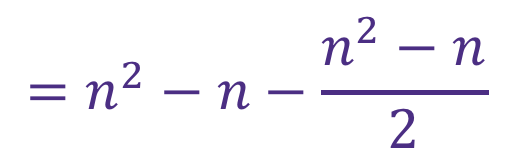 = n² − n − (n² − n)/2